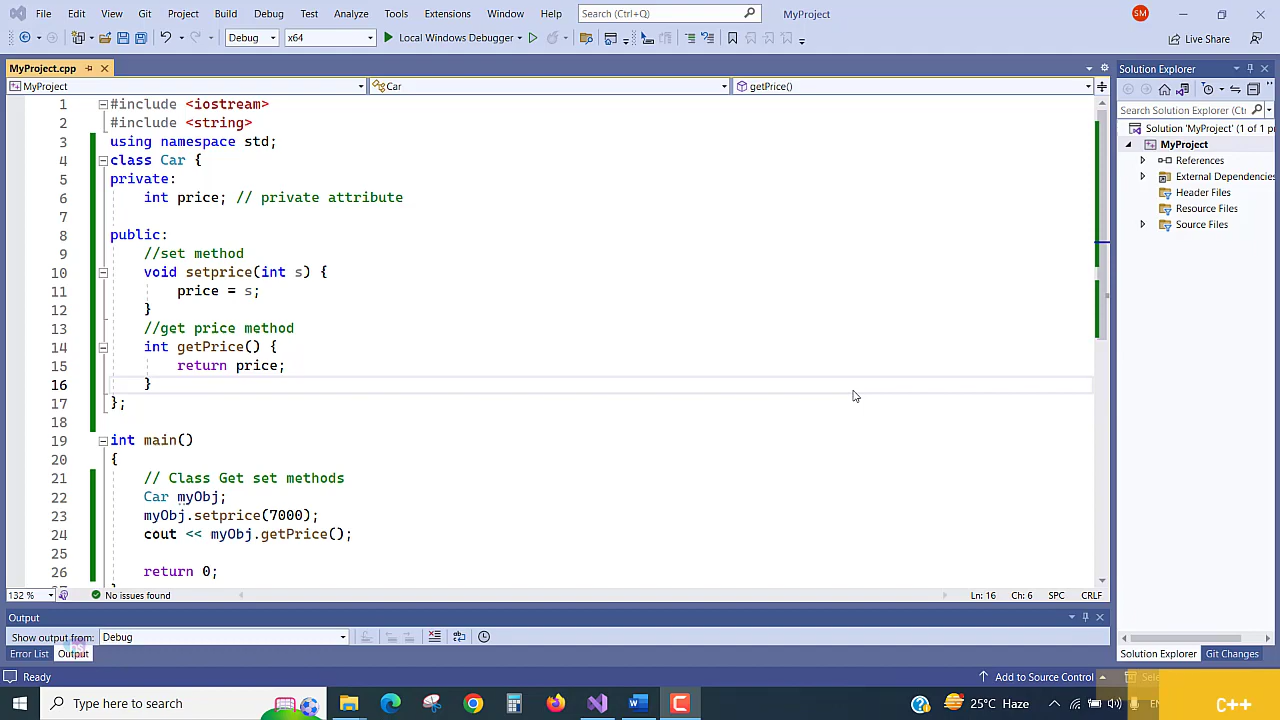 File Edit View Git Project Build Debug Test Analyze Tools Extensions Window Help Search (Ctrl+Q) MyProject SM
Debug x64 Local Windows Debugger Live Share
MyProject.cpp
Solution Explorer
MyProject Car getPrice()
1 #include <iostream>
2 #include <string>
3 using namespace std;
4 class Car {
5 private:
6 int price; // private attribute
7
8 public:
9 //set method
10 void setprice(int s) {
11 price = s;
12 }
13 //get price method
14 int getPrice() {
15 return price;
16 }
17 };
18
19 int main()
20 {
21 // Class Get set methods
22 Car myObj;
23 myObj.setprice(7000);
24 cout << myObj.getPrice();
25
26 return 0;
Search Solution Explorer (Ctrl
Solution 'MyProject' (1 of 1 p
MyProject
References
External Dependencies
Header Files
Resource Files
Source Files
132 % No issues found Ln: 16 Ch: 6 SPC CRLF
Output
Show output from: Debug
Error List Output
Solution Explorer Git Changes
Ready Add to Source Control
Type here to search 25°C Haze
C++